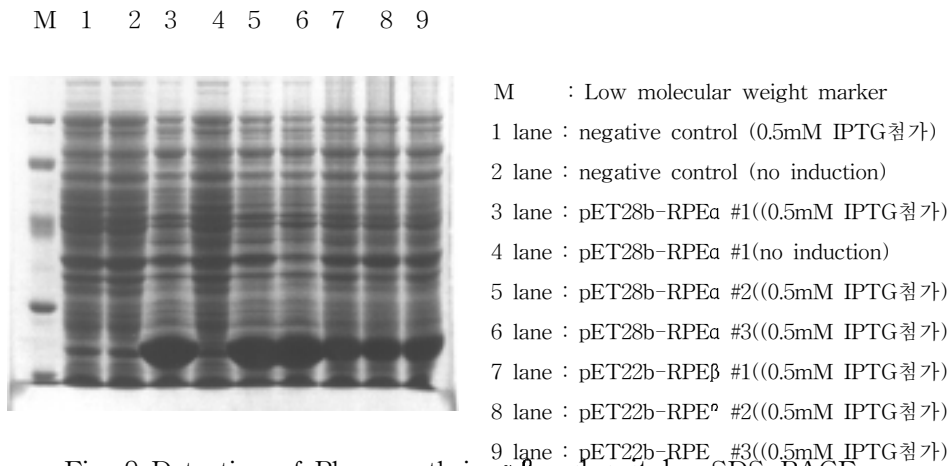 M 1 2 3 4 5 6 7 8 9
M : Low molecular weight marker
1 lane : negative control (0.5mM IPTG첨가)
2 lane : negative control (no induction)
3 lane : pET28b-RPEα #1((0.5mM IPTG첨가)
4 lane : pET28b-RPEα #1(no induction)
5 lane : pET28b-RPEα #2((0.5mM IPTG첨가)
6 lane : pET28b-RPEα #3((0.5mM IPTG첨가)
7 lane : pET22b-RPEβ #1((0.5mM IPTG첨가)
8 lane : pET22b-RPE #2((0.5mM IPTG첨가)
9 lane : pET22b-RPE #3((0.5mM IPTG첨가)
Fig. 9 Detection of SDS PAGE